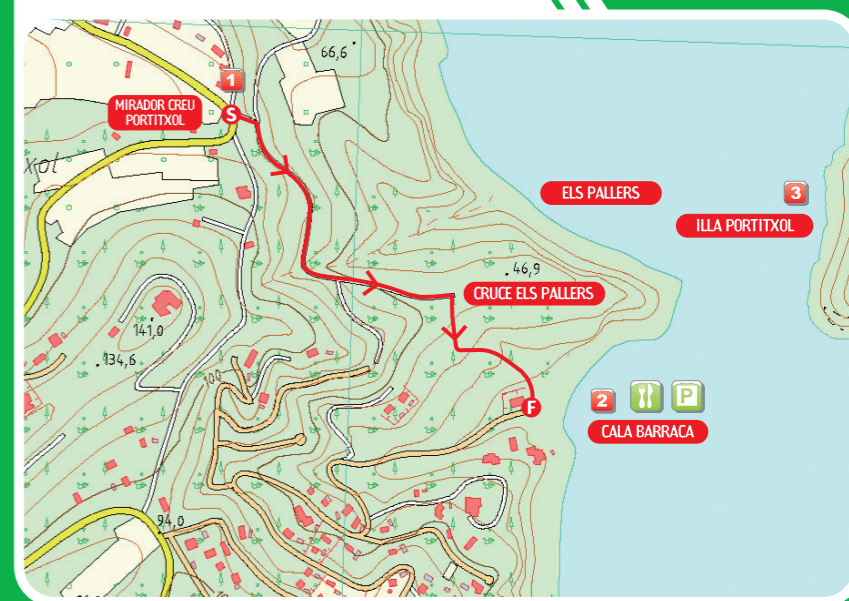 66,6
1
MIRADOR CREU
PORTITXOL
S
xol
ELS PALLERS
3
ILLA PORTITXOL
46,9
CRUCE ELS PALLERS
141,0
134,6
100
2
P
F
CALA BARRACA
94,0